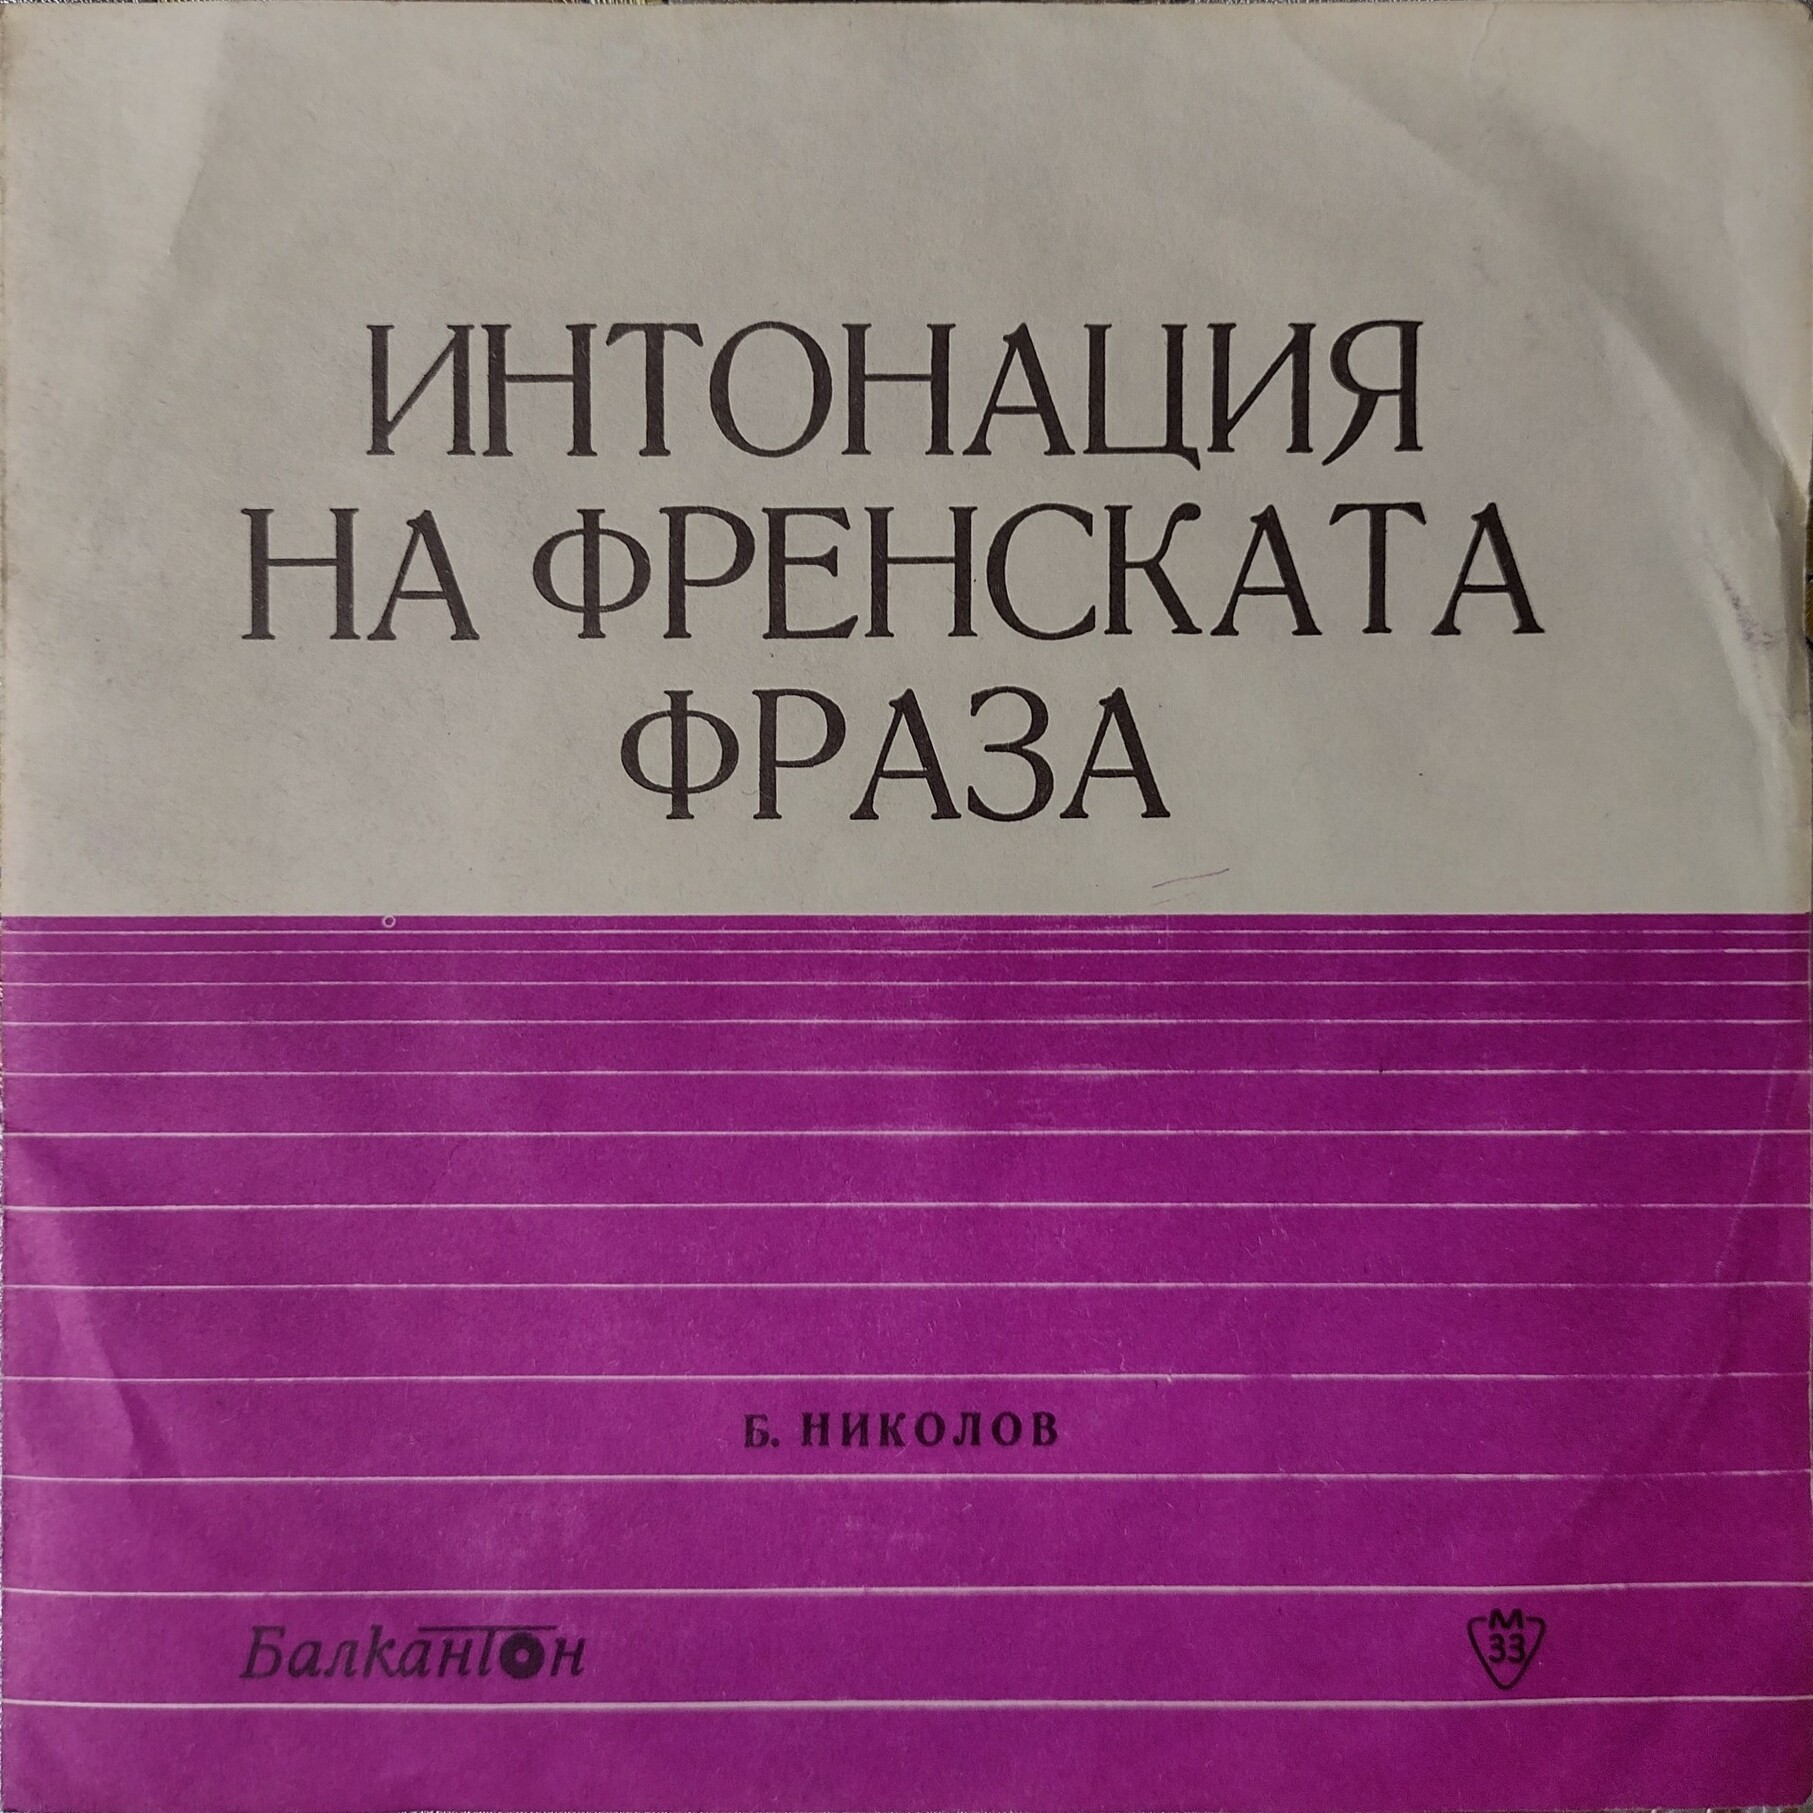 ИНТОНАЦИЯ
НА ФРЕНСКАТА
ФРАЗА
Б. НИКОЛОВ
Балкантон
М
33